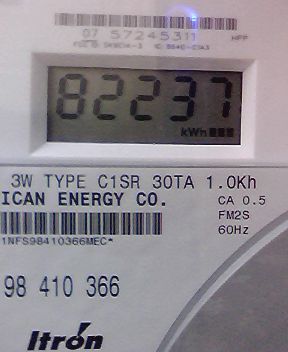 07 57245311
82237
kWh
3W TYPE C1SR 30TA 1.0Kh
ICAN ENERGY CO.
CA 0.5
FM2S
60Hz
1NFS98410366MEC*
98 410 366
Itrón